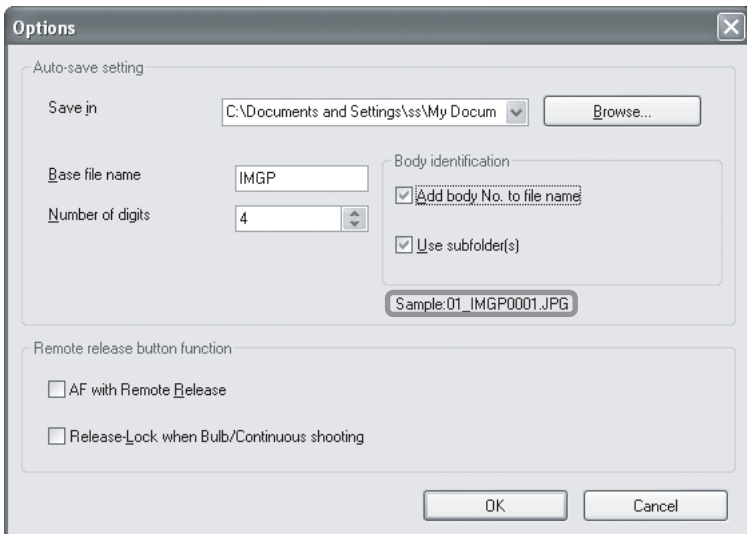 Options
Auto-save setting
Save in
C:\Documents and Settings\ss\My Docum
Browse...
Base file name
IMGP
Number of digits
4
Body identification
Add body No. to file name
Use subfolder(s)
Sample:01_IMGP0001.JPG
Remote release button function
AF with Remote Release
Release-Lock when Bulb/Continuous shooting
OK
Cancel